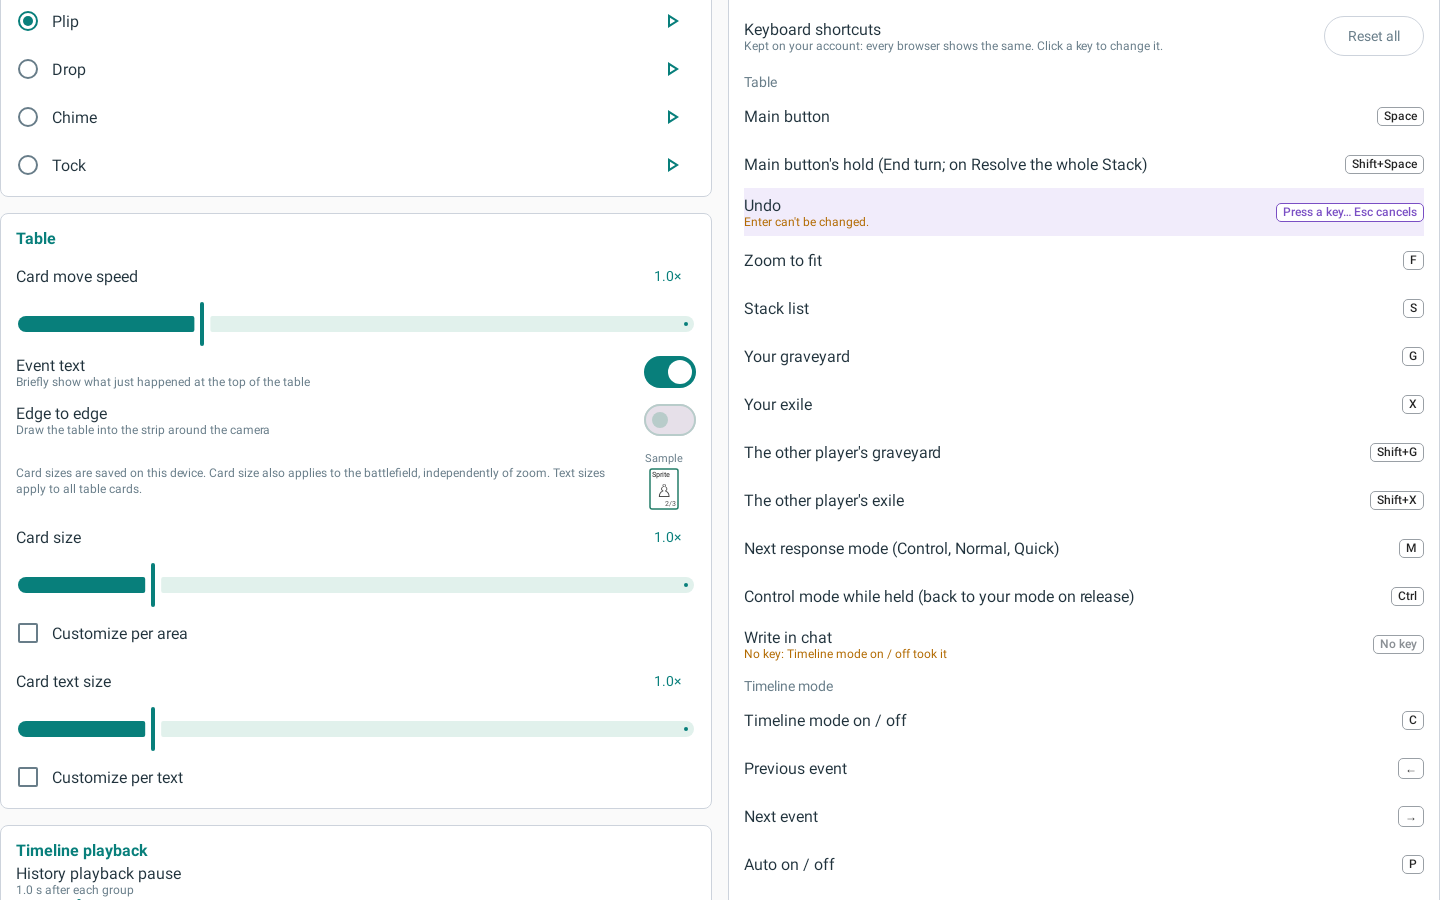 Plip
Drop
Chime
Tock
Table
Card move speed
1.0×
Event text
Briefly show what just happened at the top of the table
Edge to edge
Draw the table into the strip around the camera
Card sizes are saved on this device. Card size also applies to the battlefield, independently of zoom. Text sizes
apply to all table cards.
Sample
Sprite
2/3
Card size
1.0×
Customize per area
Card text size
1.0×
Customize per text
Timeline playback
History playback pause
1.0 s after each group
Keyboard shortcuts
Kept on your account: every browser shows the same. Click a key to change it.
Reset all
Table
Main button
Space
Main button's hold (End turn; on Resolve the whole Stack)
Shift+Space
Undo
Enter can't be changed.
Press a key... Esc cancels
Zoom to fit
F
Stack list
S
Your graveyard
G
Your exile
X
The other player's graveyard
Shift+G
The other player's exile
Shift+X
Next response mode (Control, Normal, Quick)
M
Control mode while held (back to your mode on release)
Ctrl
Write in chat
No key: Timeline mode on / off took it
No key
Timeline mode
Timeline mode on / off
C
Previous event
←
Next event
→
Auto on / off
P